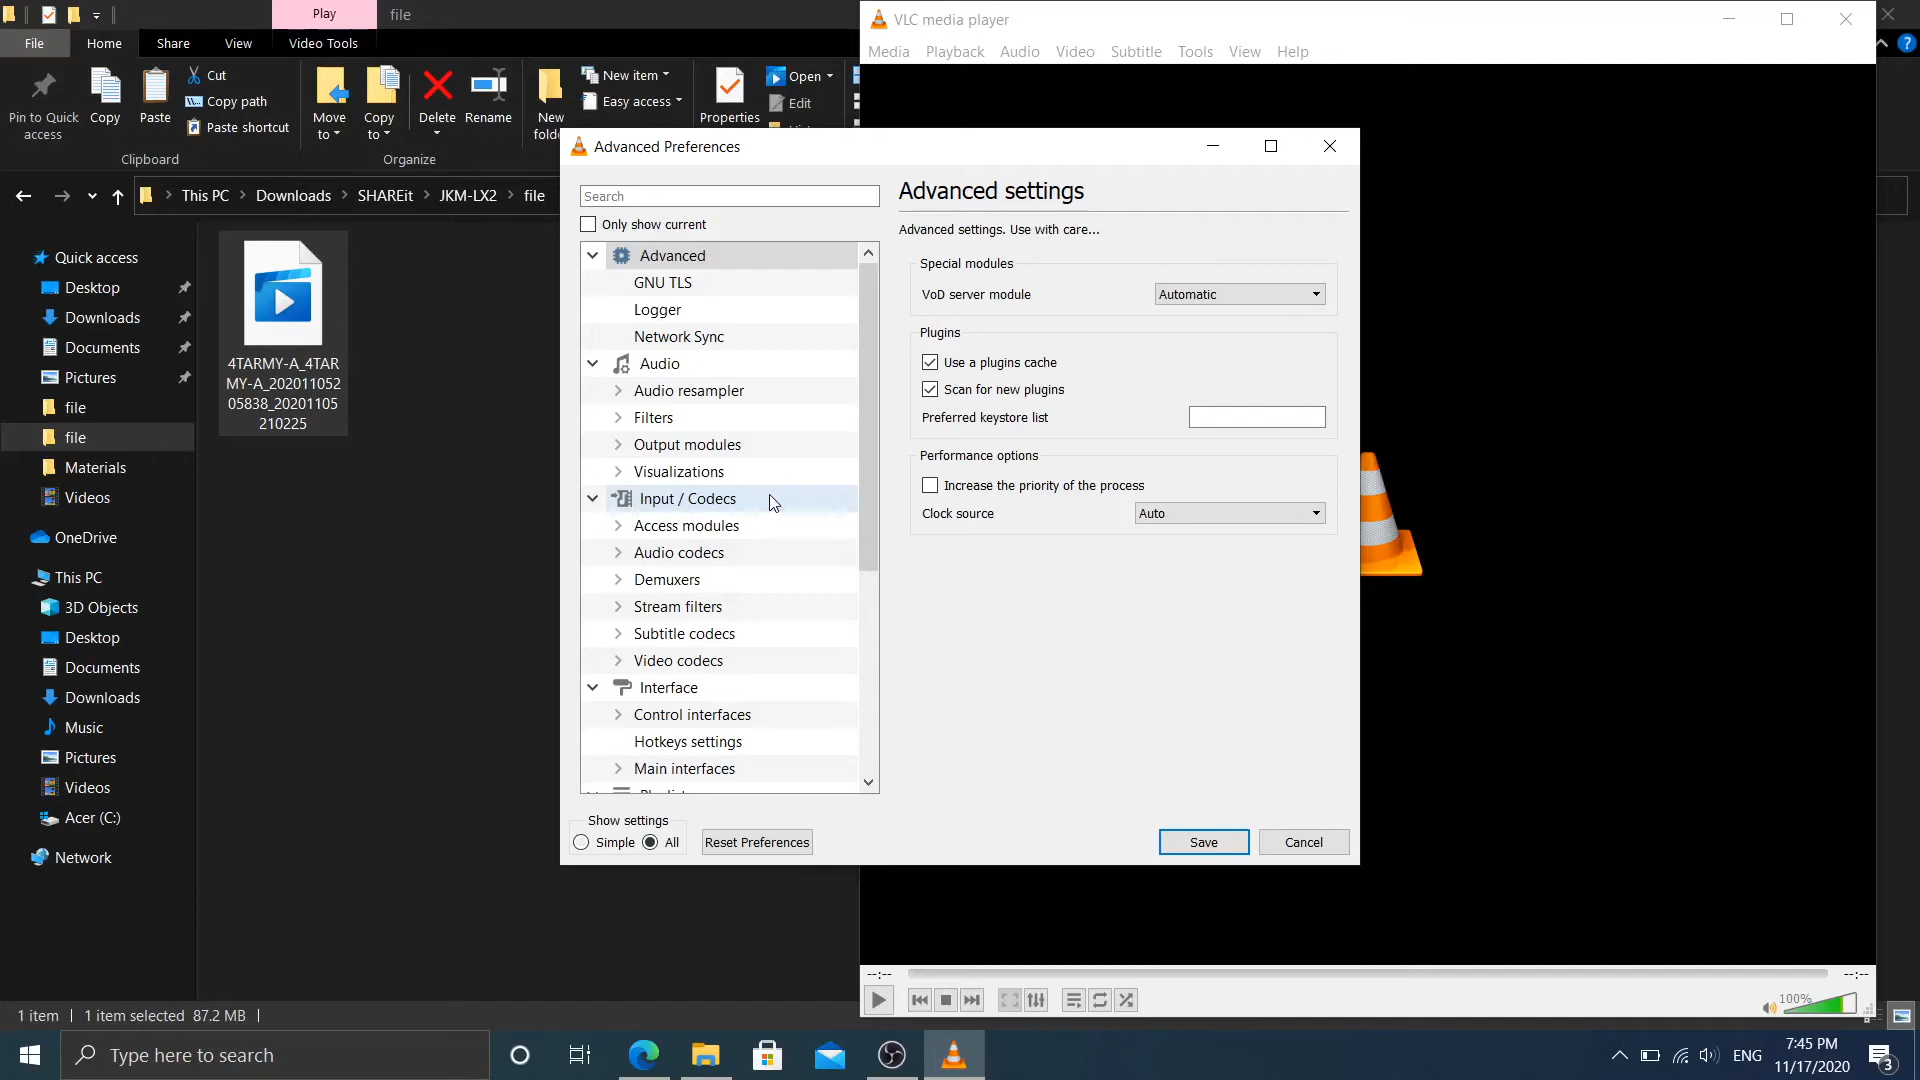 Play
file
File
Home
Share
View
Video Tools
Pin to Quick access
Copy
Paste
Cut
Copy path
Paste shortcut
Clipboard
Move to
Copy to
Delete
Rename
Organize
New
New item
Easy access
Properties
Open
Edit
This PC
Downloads
SHAREit
JKM-LX2
file
Quick access
Desktop
Downloads
Documents
Pictures
file
file
Materials
Videos
OneDrive
This PC
3D Objects
Desktop
Documents
Downloads
Music
Pictures
Videos
Acer (C:)
Network
4TARMY-A_4TAR
MY-A_202011052
05838_20201105
210225
1 item
1 item selected 87.2 MB
VLC media player
Media
Playback
Audio
Video
Subtitle
Tools
View
Help
Advanced Preferences
Search
Only show current
Advanced
GNU TLS
Logger
Network Sync
Audio
Audio resampler
Filters
Output modules
Visualizations
Input / Codecs
Access modules
Audio codecs
Demuxers
Stream filters
Subtitle codecs
Video codecs
Interface
Control interfaces
Hotkeys settings
Main interfaces
Show settings
Simple
All
Reset Preferences
Advanced settings
Advanced settings. Use with care...
Special modules
VoD server module
Automatic
Plugins
Use a plugins cache
Scan for new plugins
Preferred keystore list
Performance options
Increase the priority of the process
Clock source
Auto
Save
Cancel
--:--
--:--
100%
Type here to search
ENG
7:45 PM
11/17/2020
3